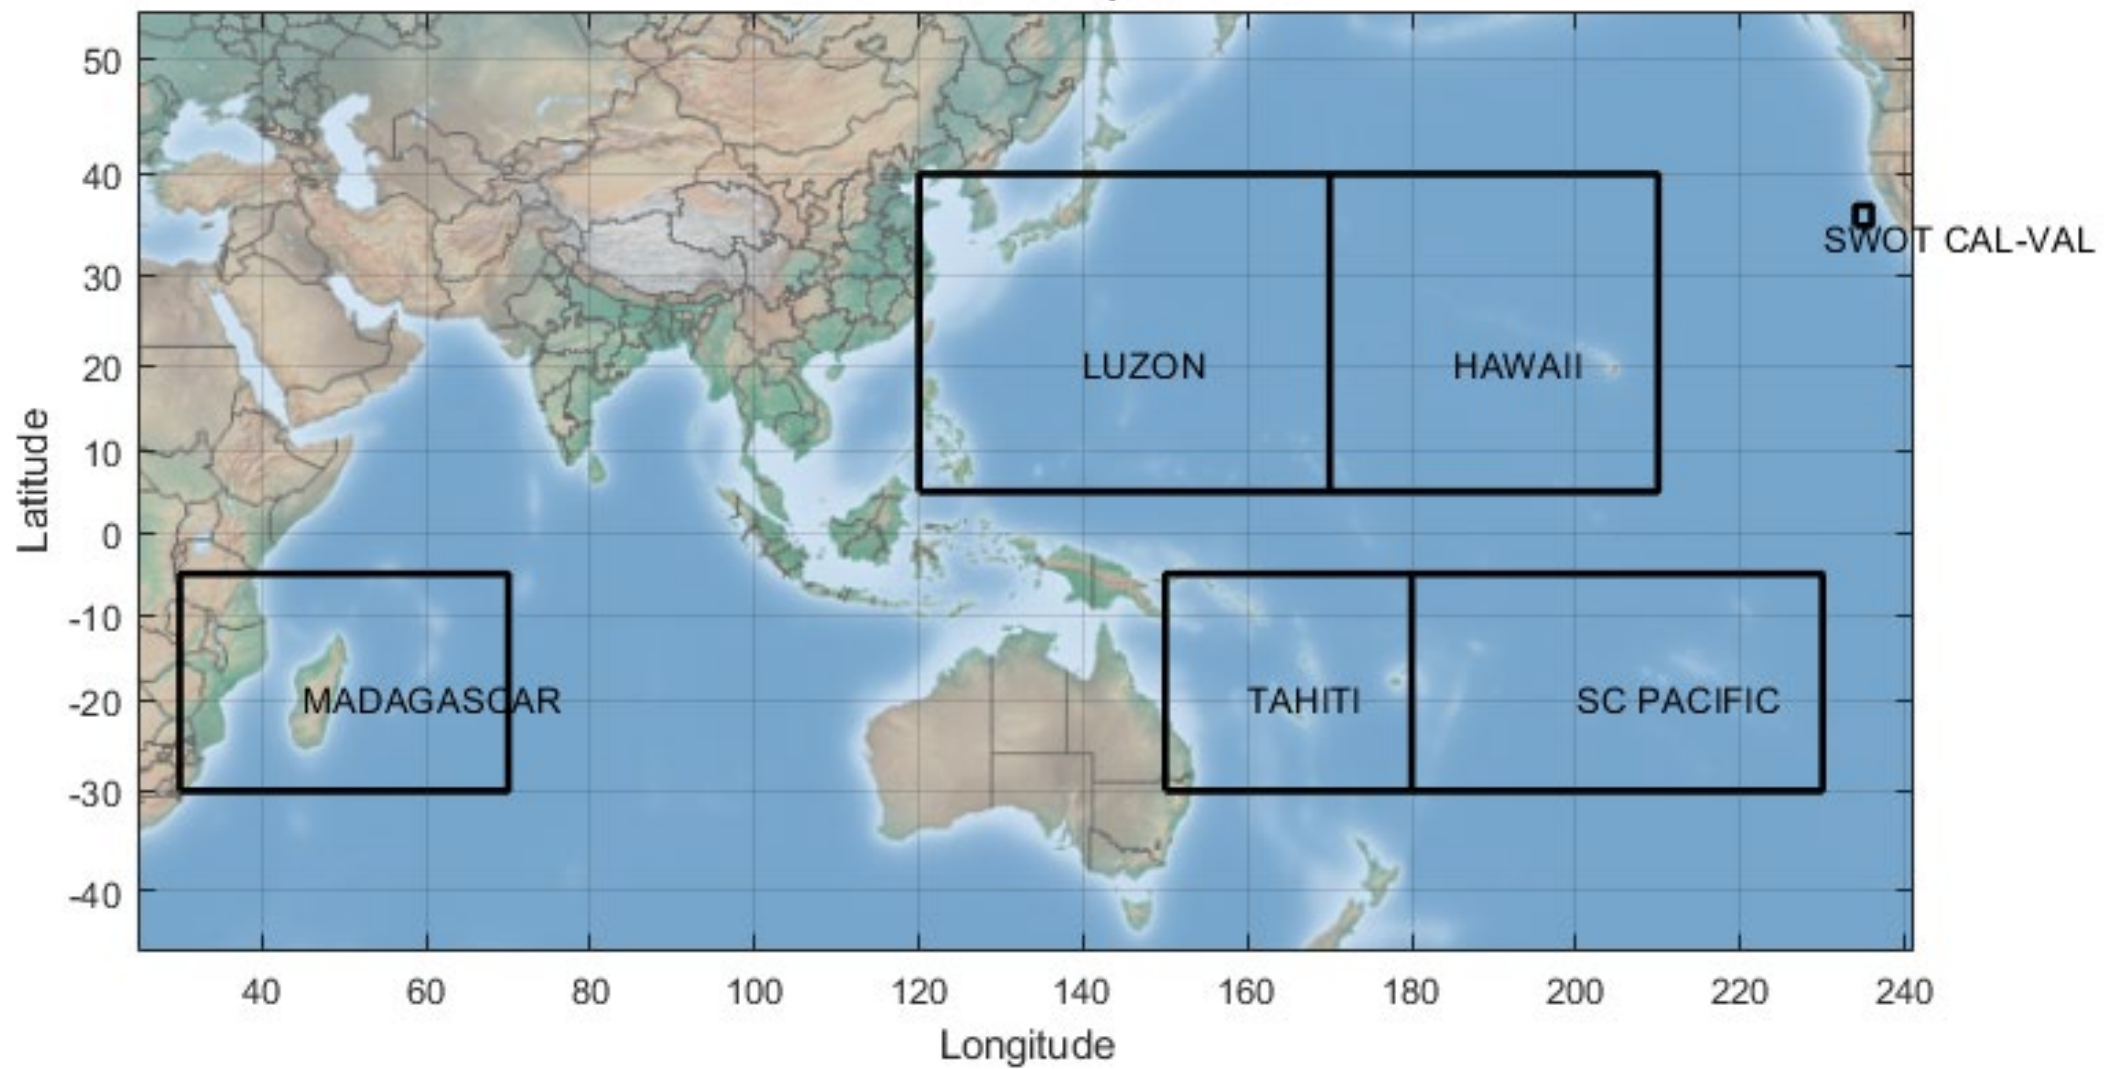 50
40
30
20
10
0
-10
-20
-30
-40
Latitude
SWOT CAL-VAL
LUZON
HAWAII
MADAGASCAR
TAHITI
SC PACIFIC
40 60 80 100 120 140 160 180 200 220 240
Longitude